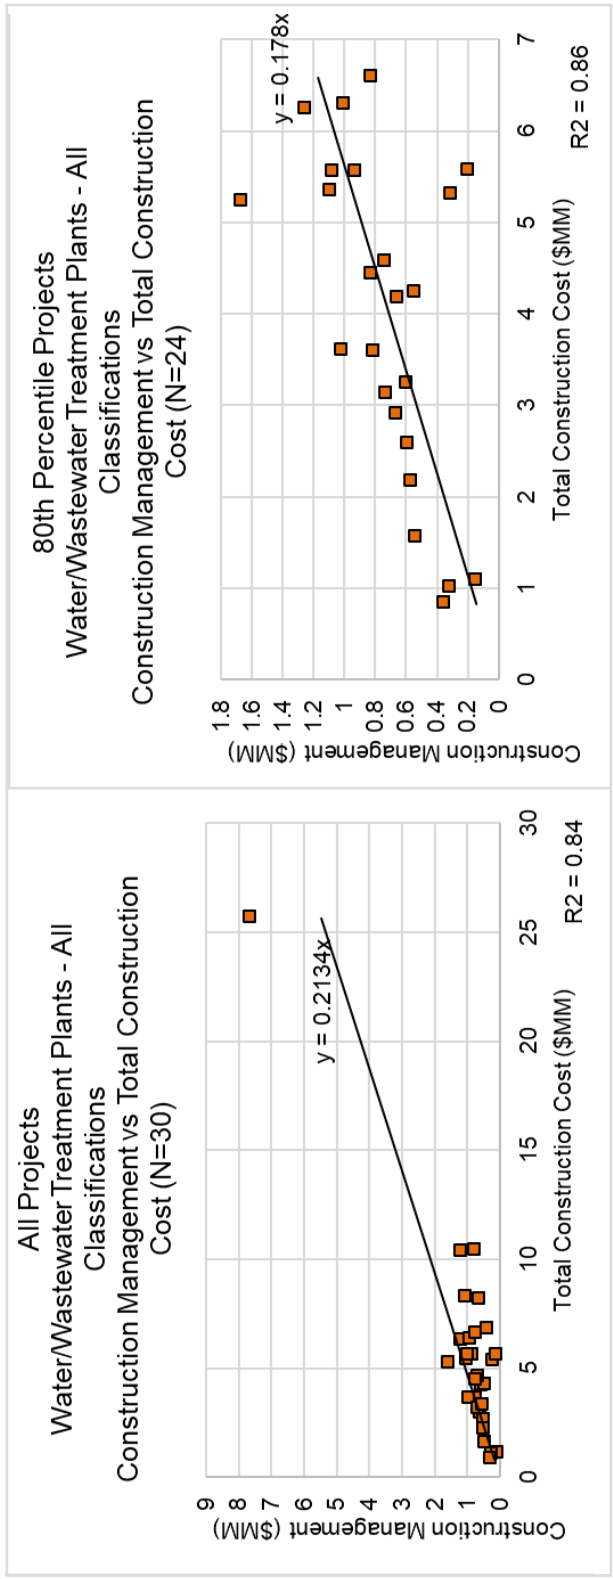 All Projects
Water/Wastewater Treatment Plants - All
Classifications
Construction Management vs Total Construction
Cost (N=30)
9
8
7
6
5
4
3
2
1
0
Construction Management ($MM)
y = 0.2134x
0
5
10
15
20
25
30
Total Construction Cost ($MM)
R2 = 0.84
80th Percentile Projects
Water/Wastewater Treatment Plants - All
Classifications
Construction Management vs Total Construction
Cost (N=24)
1.8
1.6
1.4
1.2
1
0.8
0.6
0.4
0.2
0
Construction Management ($MM)
y = 0.178x
0
1
2
3
4
5
6
7
Total Construction Cost ($MM)
R2 = 0.86